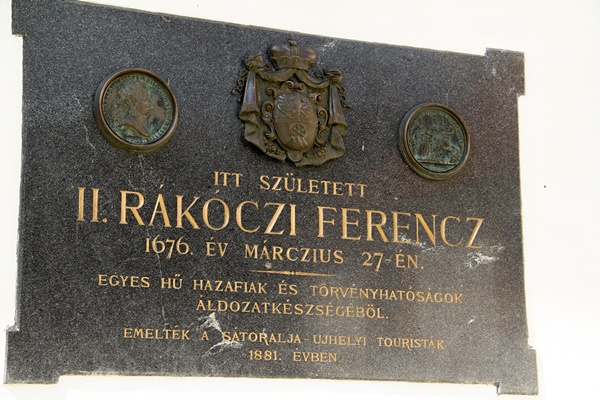 ITT SZÜLETETT
II. RÁKÓCZI FERENCZ
1676. ÉV MÁRCZIUS 27-ÉN.
EGYES HŰ HAZAFIAK ÉS TÖRVÉNYHATÓSÁGOK
ÁLDOZATKÉSZSÉGÉBŐL.
EMELTÉK A SÁTORALJA-UJHELYI TOURISTÁK
1881. ÉVBEN.